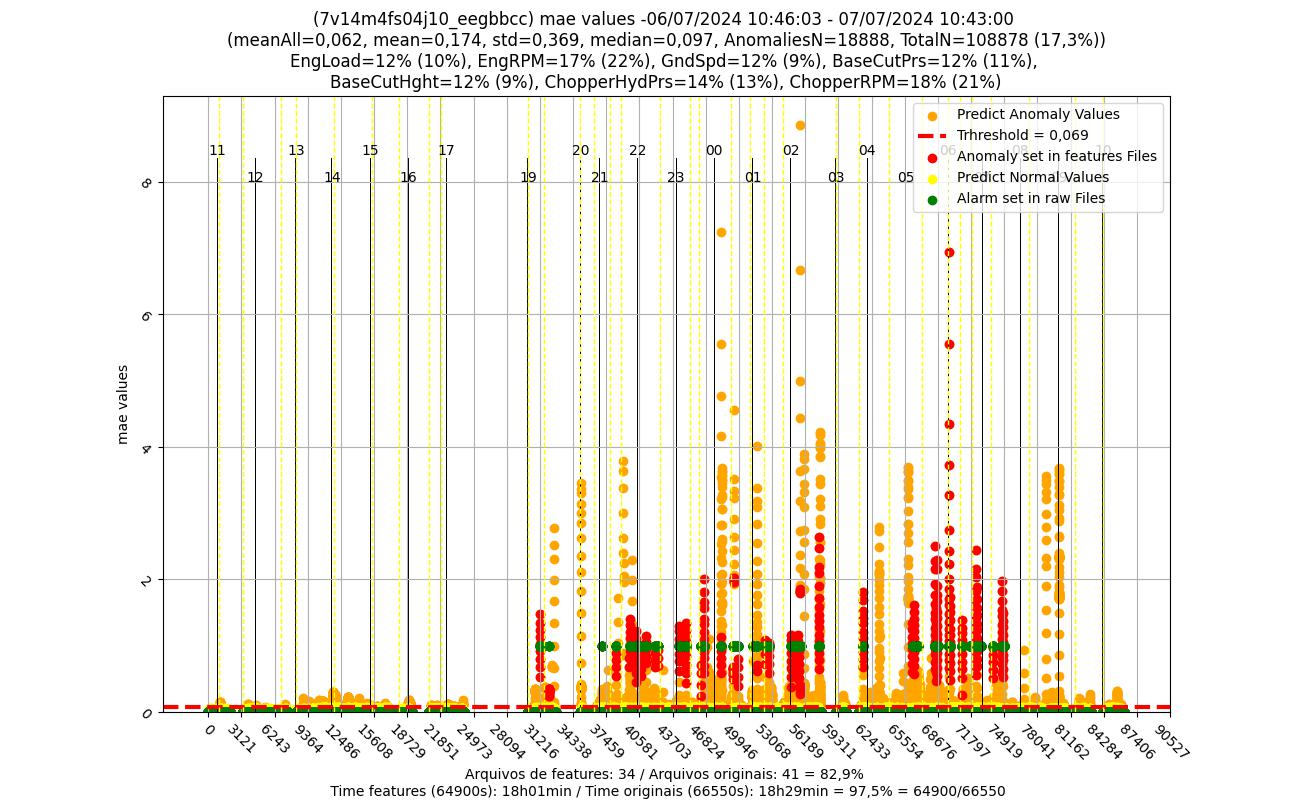 (7v14m4fs04j10_eegbbcc) mae values -06/07/2024 10:46:03 - 07/07/2024 10:43:00
(meanAll=0,062, mean=0,174, std=0,369, median=0,097, AnomaliesN=18888, TotalN=108878 (17,3%))
EngLoad=12% (10%), EngRPM=17% (22%), GndSpd=12% (9%), BaseCutPrs=12% (11%),
BaseCutHght=12% (9%), ChopperHydPrs=14% (13%), ChopperRPM=18% (21%)
Predict Anomaly Values
Trhreshold = 0,069
Anomaly set in features Files
Predict Normal Values
Alarm set in raw Files
11 13 15 17 20 22 00 02 04 06 08 10
12 14 16 19 21 23 01 03 05
8
6
4
2
0
mae values
0 3121 6243 9364 12486 15608 18729 21851 24973 28094 31216 34338 37459 40581 43703 46824 49946 53068 56189 59311 62433 65554 68676 71797 74919 78041 81162 84284 87406 90527
Arquivos de features: 34 / Arquivos originais: 41 = 82,9%
Time features (64900s): 18h01min / Time originais (66550s): 18h29min = 97,5% = 64900/66550